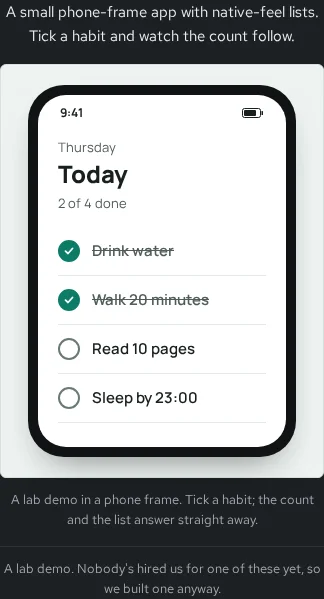 A small phone-frame app with native-feel lists.
Tick a habit and watch the count follow.
9:41
Thursday
Today
2 of 4 done
Drink water
Walk 20 minutes
Read 10 pages
Sleep by 23:00
A lab demo in a phone frame. Tick a habit; the count
and the list answer straight away.
A lab demo. Nobody's hired us for one of these yet, so
we built one anyway.